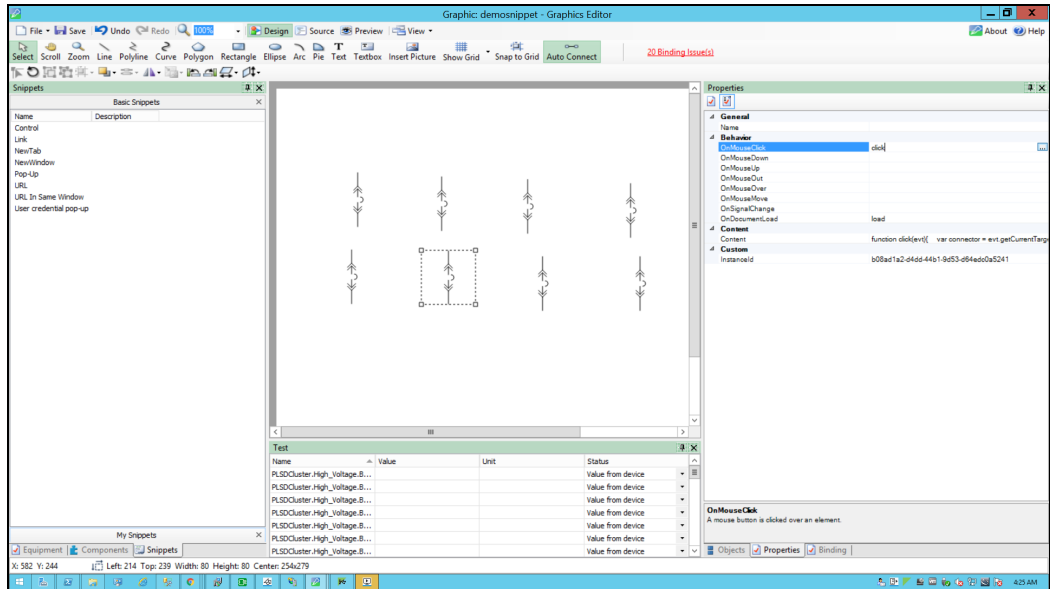 Graphic: demosnippet - Graphics Editor
File Save Undo Redo 100% Design Source Preview View About Help
Select Scroll Zoom Line Polyline Curve Polygon Rectangle Ellipse Arc Pie Text Textbox Insert Picture Show Grid Snap to Grid Auto Connect 20 Binding Issue(s)
Snippets
Basic Snippets
Name Description
Control
Link
NewTab
NewWindow
Pop-Up
URL
URL In Same Window
User credential pop-up
My Snippets
Equipment Components Snippets
Test
Name Value Unit Status
PLSDCluster.High_Voltage.B... Value from device
PLSDCluster.High_Voltage.B... Value from device
PLSDCluster.High_Voltage.B... Value from device
PLSDCluster.High_Voltage.B... Value from device
PLSDCluster.High_Voltage.B... Value from device
PLSDCluster.High_Voltage.B... Value from device
PLSDCluster.High_Voltage.B... Value from device
Properties
General
Name
Behavior
OnMouseClick click
OnMouseDown
OnMouseUp
OnMouseOut
OnMouseOver
OnMouseMove
OnSignalChange
OnDocumentLoad load
Content
Content function click(evt){ var connector = evt.getCurrentTarge
Custom
InstanceId b08ad1a2-d4dd-44b1-9d53-d64edc0a5241
OnMouseClick
A mouse button is clicked over an element.
Objects Properties Binding
X: 582 Y: 244 Left: 214 Top: 239 Width: 80 Height: 80 Center: 254x279
4:25 AM